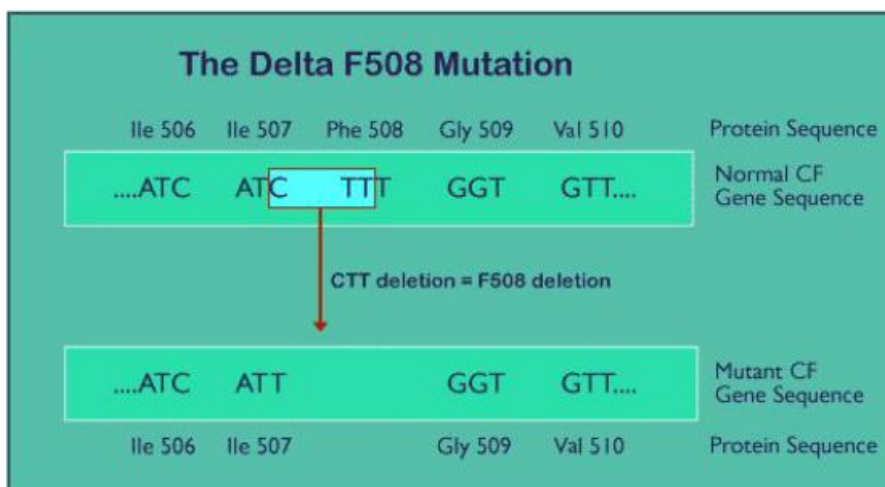 The Delta F508 Mutation
Ile 506 Ile 507 Phe 508 Gly 509 Val 510 Protein Sequence
....ATC ATC TTT GGT GTT.... Normal CF
Gene Sequence
CTT deletion = F508 deletion
....ATC ATT GGT GTT.... Mutant CF
Gene Sequence
Ile 506 Ile 507 Gly 509 Val 510 Protein Sequence